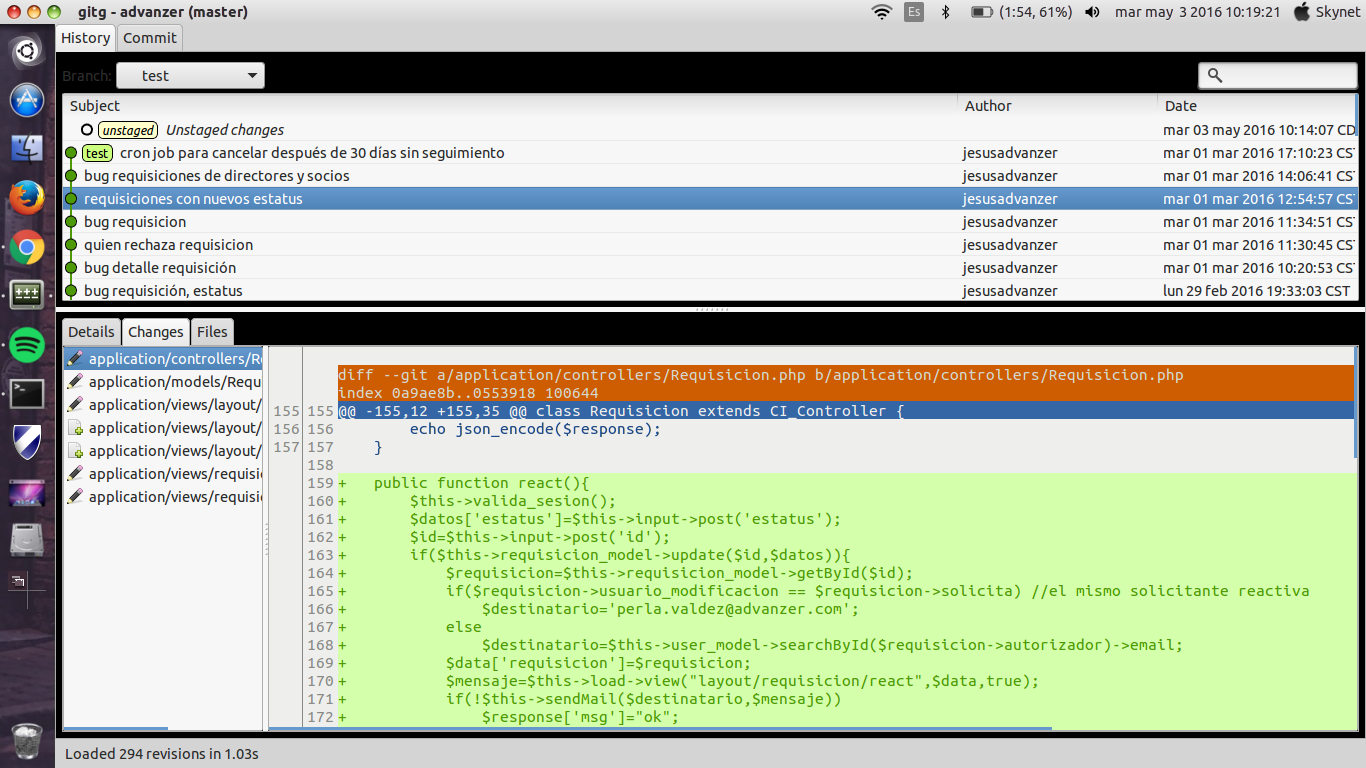 gitg - advanzer (master)
Es
(1:54, 61%)
mar may 3 2016 10:19:21
Skynet
History
Commit
Branch:
test
Subject
Author
Date
unstaged Unstaged changes mar 03 may 2016 10:14:07 CD
test cron job para cancelar después de 30 días sin seguimiento jesusadvanzer mar 01 mar 2016 17:10:23 CST
bug requisiciones de directores y socios jesusadvanzer mar 01 mar 2016 14:06:41 CST
requisiciones con nuevos estatus jesusadvanzer mar 01 mar 2016 12:54:57 CST
bug requisicion jesusadvanzer mar 01 mar 2016 11:34:51 CST
quien rechaza requisicion jesusadvanzer mar 01 mar 2016 11:30:45 CST
bug detalle requisición jesusadvanzer mar 01 mar 2016 10:20:53 CST
bug requisición, estatus jesusadvanzer lun 29 feb 2016 19:33:03 CST
Details
Changes
Files
application/controllers/R
application/models/Requ
application/views/layout/
application/views/layout/
application/views/layout/
application/views/requisi
application/views/requisi
diff --git a/application/controllers/Requisicion.php b/application/controllers/Requisicion.php
index 0a9ae8b..0553918 100644
155 155 @@ -155,12 +155,35 @@ class Requisicion extends CI_Controller {
156 156 echo json_encode($response);
157 157 }
158
159 + public function react(){
160 + $this->valida_sesion();
161 + $datos['estatus']=$this->input->post('estatus');
162 + $id=$this->input->post('id');
163 + if($this->requisicion_model->update($id,$datos)){
164 + $requisicion=$this->requisicion_model->getById($id);
165 + if($requisicion->usuario_modificacion == $requisicion->solicita) //el mismo solicitante reactiva
166 + $destinatario='perla.valdez@advanzer.com';
167 + else
168 + $destinatario=$this->user_model->searchById($requisicion->autorizador)->email;
169 + $data['requisicion']=$requisicion;
170 + $mensaje=$this->load->view("layout/requisicion/react",$data,true);
171 + if(!$this->sendMail($destinatario,$mensaje))
172 + $response['msg']="ok";
Loaded 294 revisions in 1.03s